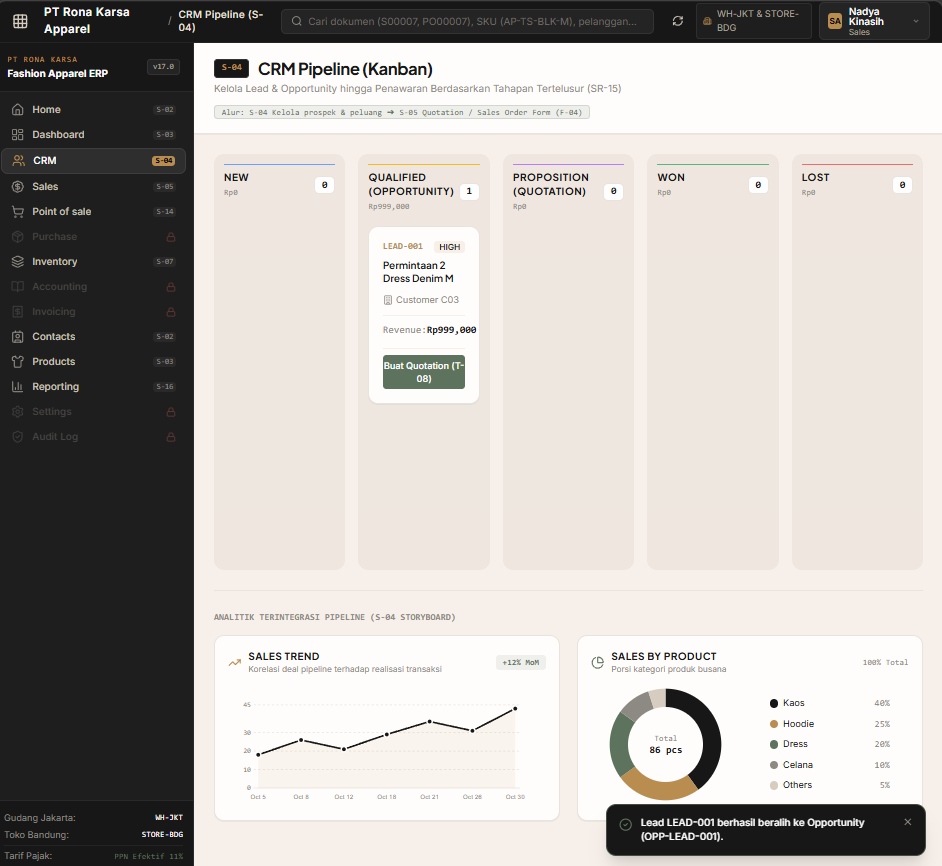 PT Rona Karsa
Apparel
/ CRM Pipeline (S-
04)
Cari dokumen (S00007, PO00007), SKU (AP-TS-BLK-M), pelanggan...
WH-JKT & STORE-
BDG
SA
Nadya
Kinasih
Sales
PT RONA KARSA
Fashion Apparel ERP
v17.0
Home S-02
Dashboard S-03
CRM S-04
Sales S-05
Point of sale S-14
Purchase
Inventory S-07
Accounting
Invoicing
Contacts S-02
Products S-03
Reporting S-16
Settings
Audit Log
Gudang Jakarta: WH-JKT
Toko Bandung: STORE-BDG
Tarif Pajak: PPN Efektif 11%
S-04 CRM Pipeline (Kanban)
Kelola Lead & Opportunity hingga Penawaran Berdasarkan Tahapan Tertelusur (SR-15)
Alur: S-04 Kelola prospek & peluang ➔ S-05 Quotation / Sales Order Form (F-04)
NEW
Rp0
0
QUALIFIED
(OPPORTUNITY) 1
Rp999,000
LEAD-001 HIGH
Permintaan 2
Dress Denim M
Customer C03
Revenue:Rp999,000
Buat Quotation (T-
08)
PROPOSITION
(QUOTATION) 0
Rp0
WON
Rp0
0
LOST
Rp0
0
ANALITIK TERINTEGRASI PIPELINE (S-04 STORYBOARD)
SALES TREND
Korelasi deal pipeline terhadap realisasi transaksi
+12% MoM
45
30
20
10
0
Oct 5 Oct 8 Oct 12 Oct 18 Oct 21 Oct 26 Oct 30
SALES BY PRODUCT
Porsi kategori produk busana
100% Total
Total
86 pcs
Kaos 40%
Hoodie 25%
Dress 20%
Celana 10%
Others 5%
Lead LEAD-001 berhasil beralih ke Opportunity
(OPP-LEAD-001).